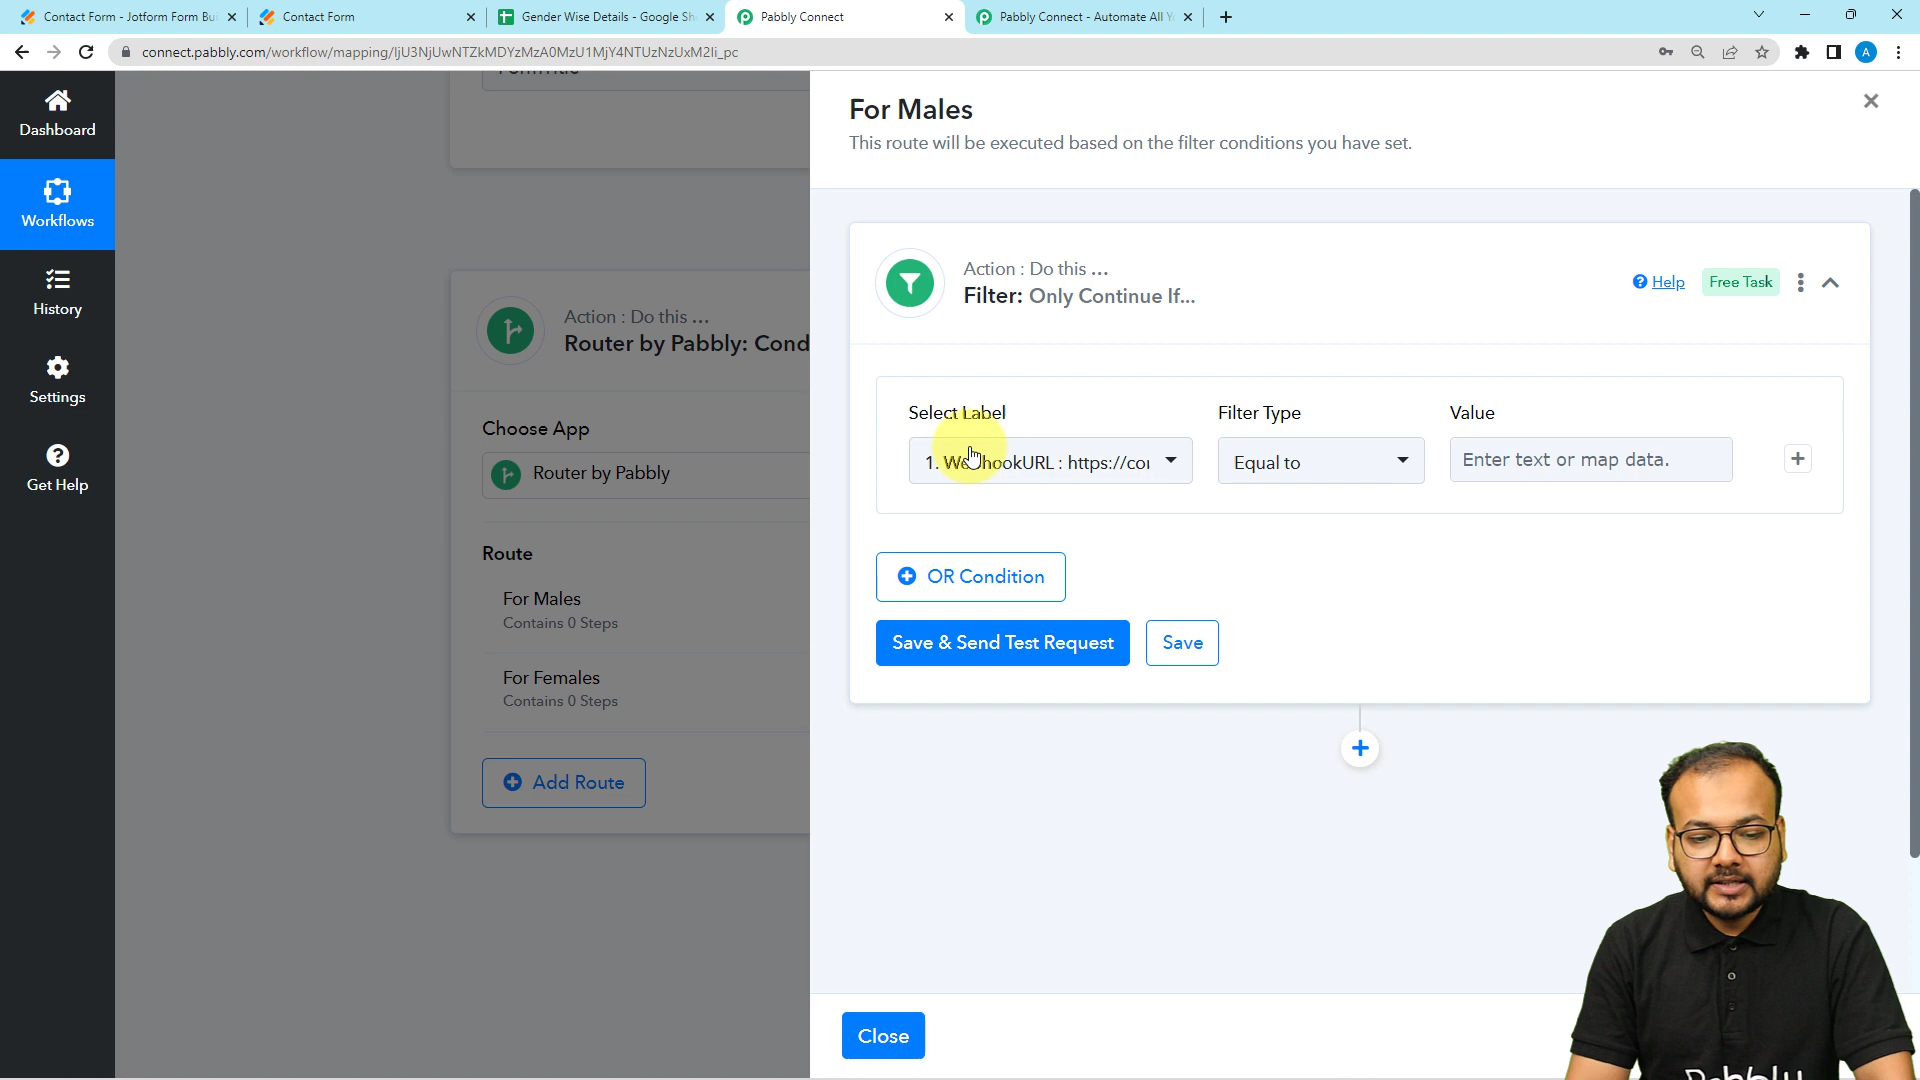 Contact Form - Jotform Form Bu
Contact Form
Gender Wise Details - Google Sh
Pabbly Connect
Pabbly Connect - Automate All Y
connect.pabbly.com/workflow/mapping/IjU3NjUwNTZkMDYzMzA0MzU1MjY4NTUzNzUxM2Ii_pc
A
Dashboard
Workflows
History
Settings
Get Help
Action : Do this ...
Router by Pabbly: Cond
Choose App
Router by Pabbly
Route
For Males
Contains 0 Steps
For Females
Contains 0 Steps
Add Route
For Males
This route will be executed based on the filter conditions you have set.
Action : Do this ...
Filter: Only Continue If...
Help
Free Task
Select Label
Filter Type
Value
1. WebhookURL : https://co
Equal to
Enter text or map data.
OR Condition
Save & Send Test Request
Save
Close
Pabbly